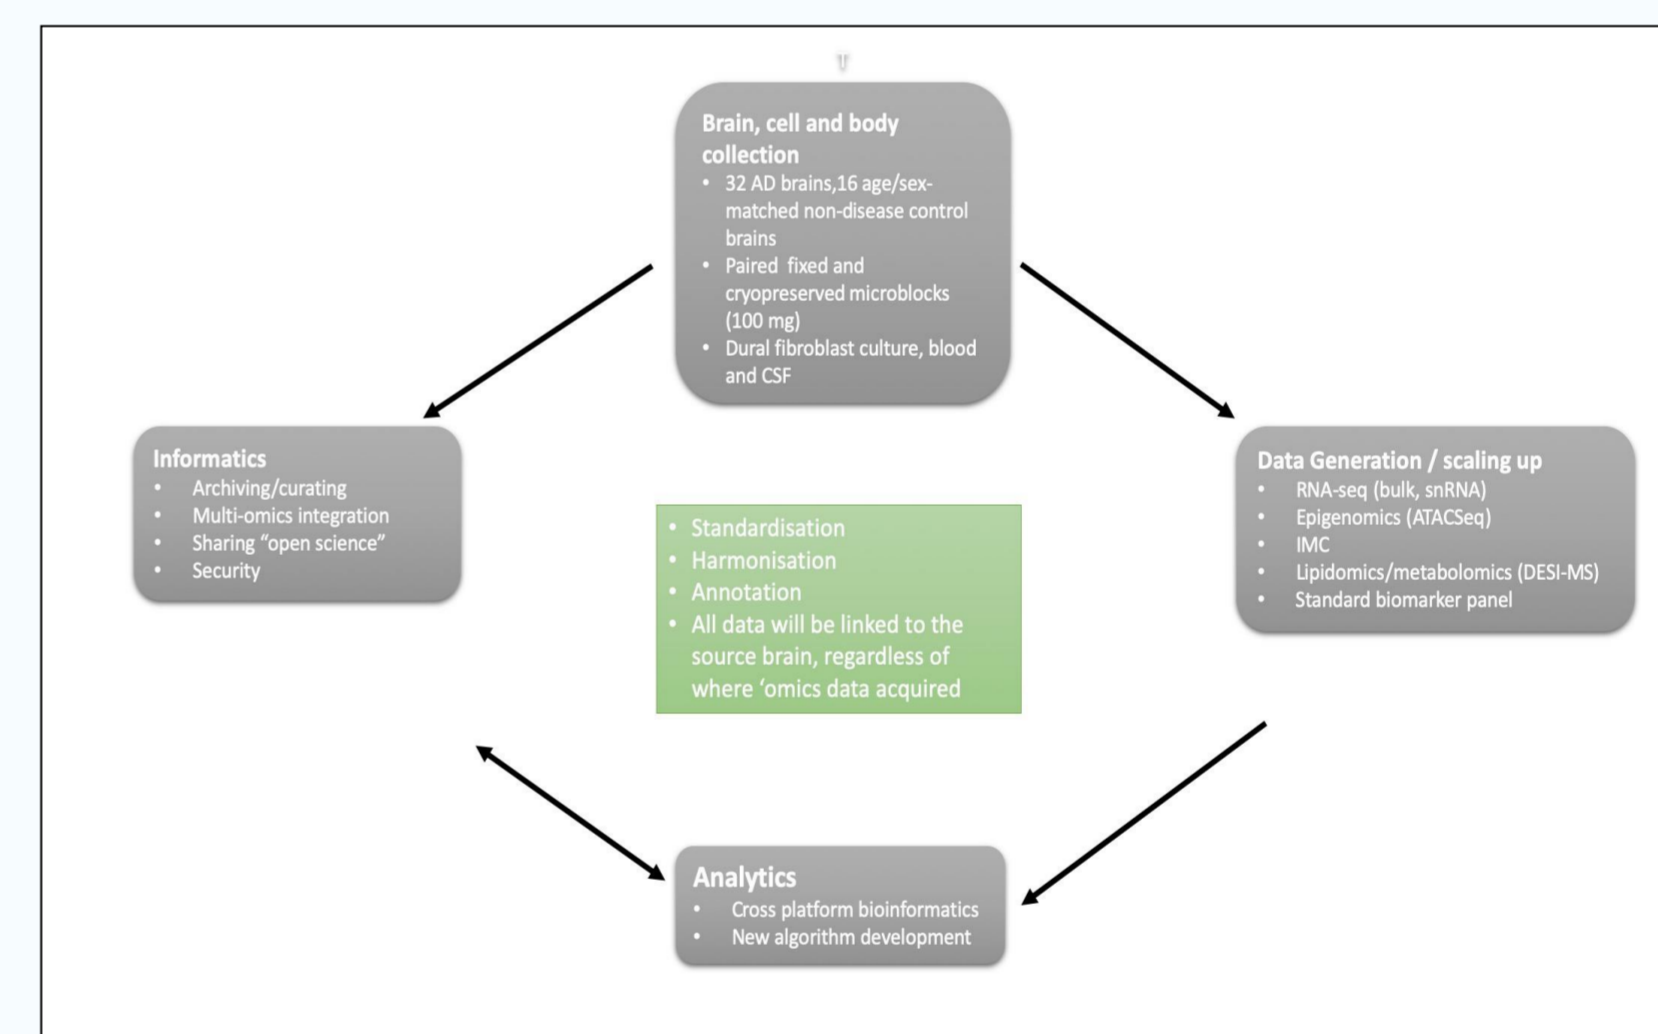 T
Brain, cell and body
collection
• 32 AD brains,16 age/sex-
matched non-disease control
brains
• Paired fixed and
cryopreserved microblocks
(100 mg)
• Dural fibroblast culture, blood
and CSF
Informatics
• Archiving/curating
• Multi-omics integration
• Sharing “open science”
• Security
• Standardisation
• Harmonisation
• Annotation
• All data will be linked to the
source brain, regardless of
where ‘omics data acquired
Data Generation / scaling up
• RNA-seq (bulk, snRNA)
• Epigenomics (ATACSeq)
• IMC
• Lipidomics/metabolomics (DESI-MS)
• Standard biomarker panel
Analytics
• Cross platform bioinformatics
• New algorithm development